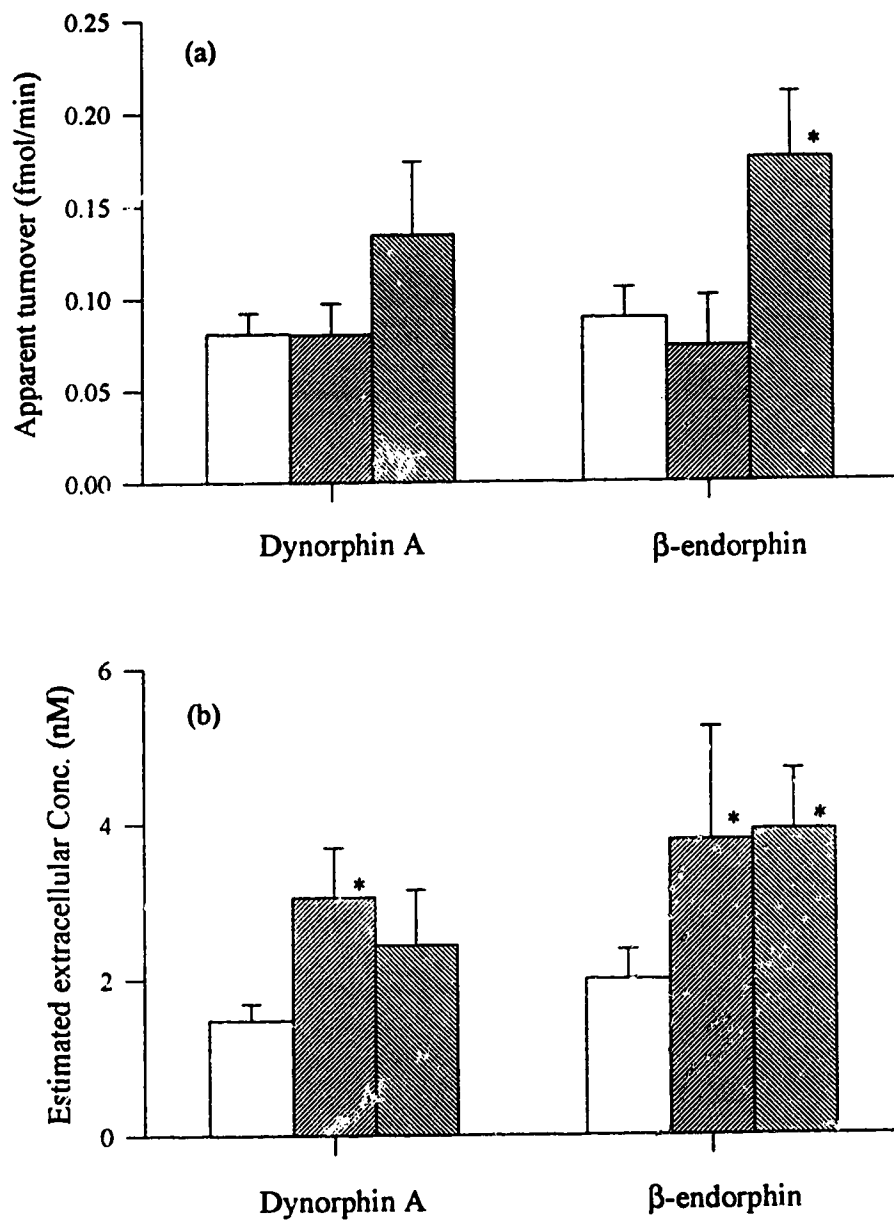 0.25
(a)
0.20
*
0.15
0.10
0.05
0.00
Apparent turnover (fmol/min)
Dynorphin A
β-endorphin
6
(b)
4
* * *
2
0
Estimated extracellular Conc. (nM)
Dynorphin A
β-endorphin